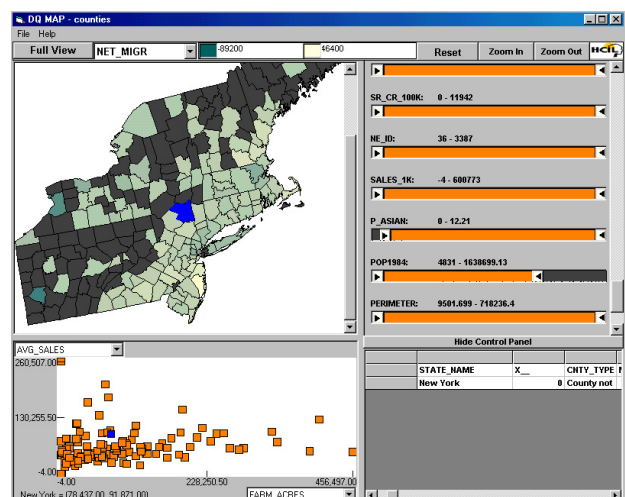 DQ MAP - counties
File Help
Full View NET_MIGR -89200 46400 Reset Zoom In Zoom Out HCIL
SR_CR_100K: 0 - 11942
NE_ID: 36 - 3387
SALES_1K: -4 - 600773
P_ASIAN: 0 - 12.21
POP1984: 4831 - 1638699.13
PERIMETER: 9501.699 - 718236.4
Hide Control Panel
AVG_SALES
260,507.00
130,255.50
-4.00
-4.00 228,250.50 456,497.00
New York = (78,437.00, 91,871.00) FARM_ACRES
STATE_NAME X__ CNTY_TYPE
New York 0 County not